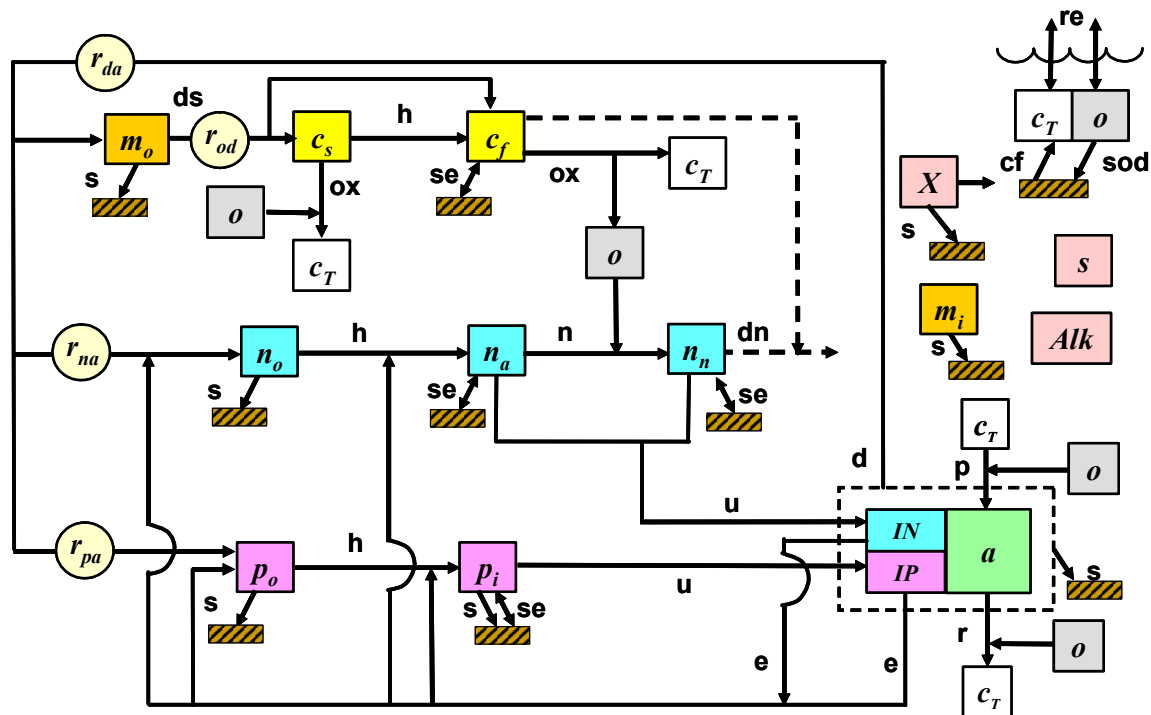 re
r_da
ds
m_o
r_od
c_s
h
c_f
c_T
o
s
ox
se
ox
c_T
cf
sod
X
o
s
c_T
o
s
m_i
s
Alk
r_na
n_o
h
n_a
n
n_n
dn
s
se
se
c_T
d
p
o
u
IN
a
r_pa
p_o
h
p_i
u
IP
s
s
s
se
r
o
e
e
c_T